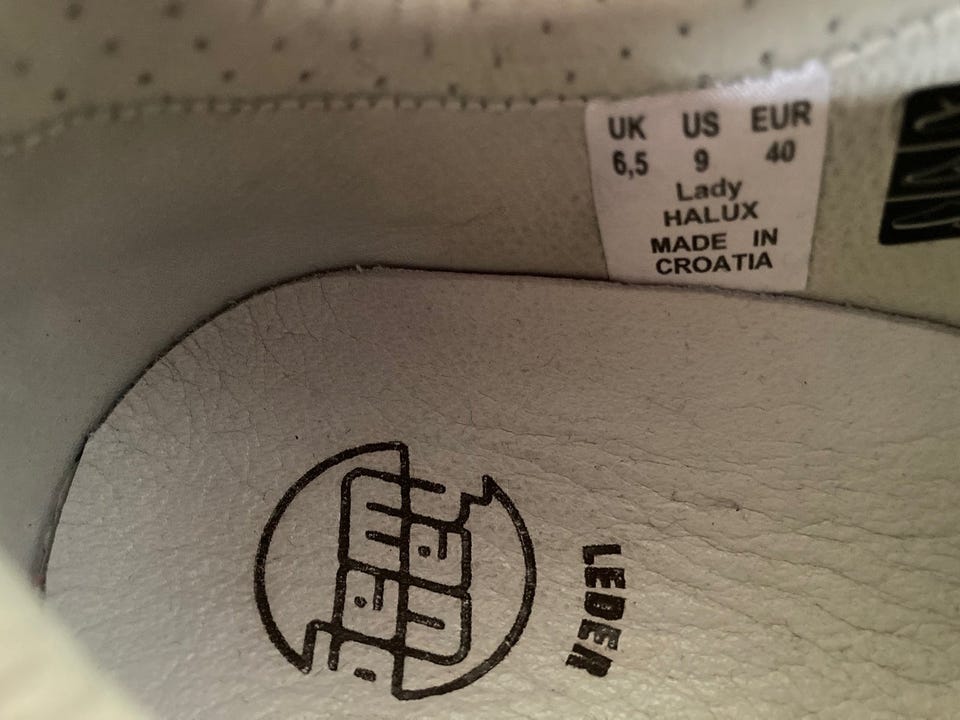 UK US EUR
6,5 9 40
Lady
HALUX
MADE IN
CROATIA
LEDER